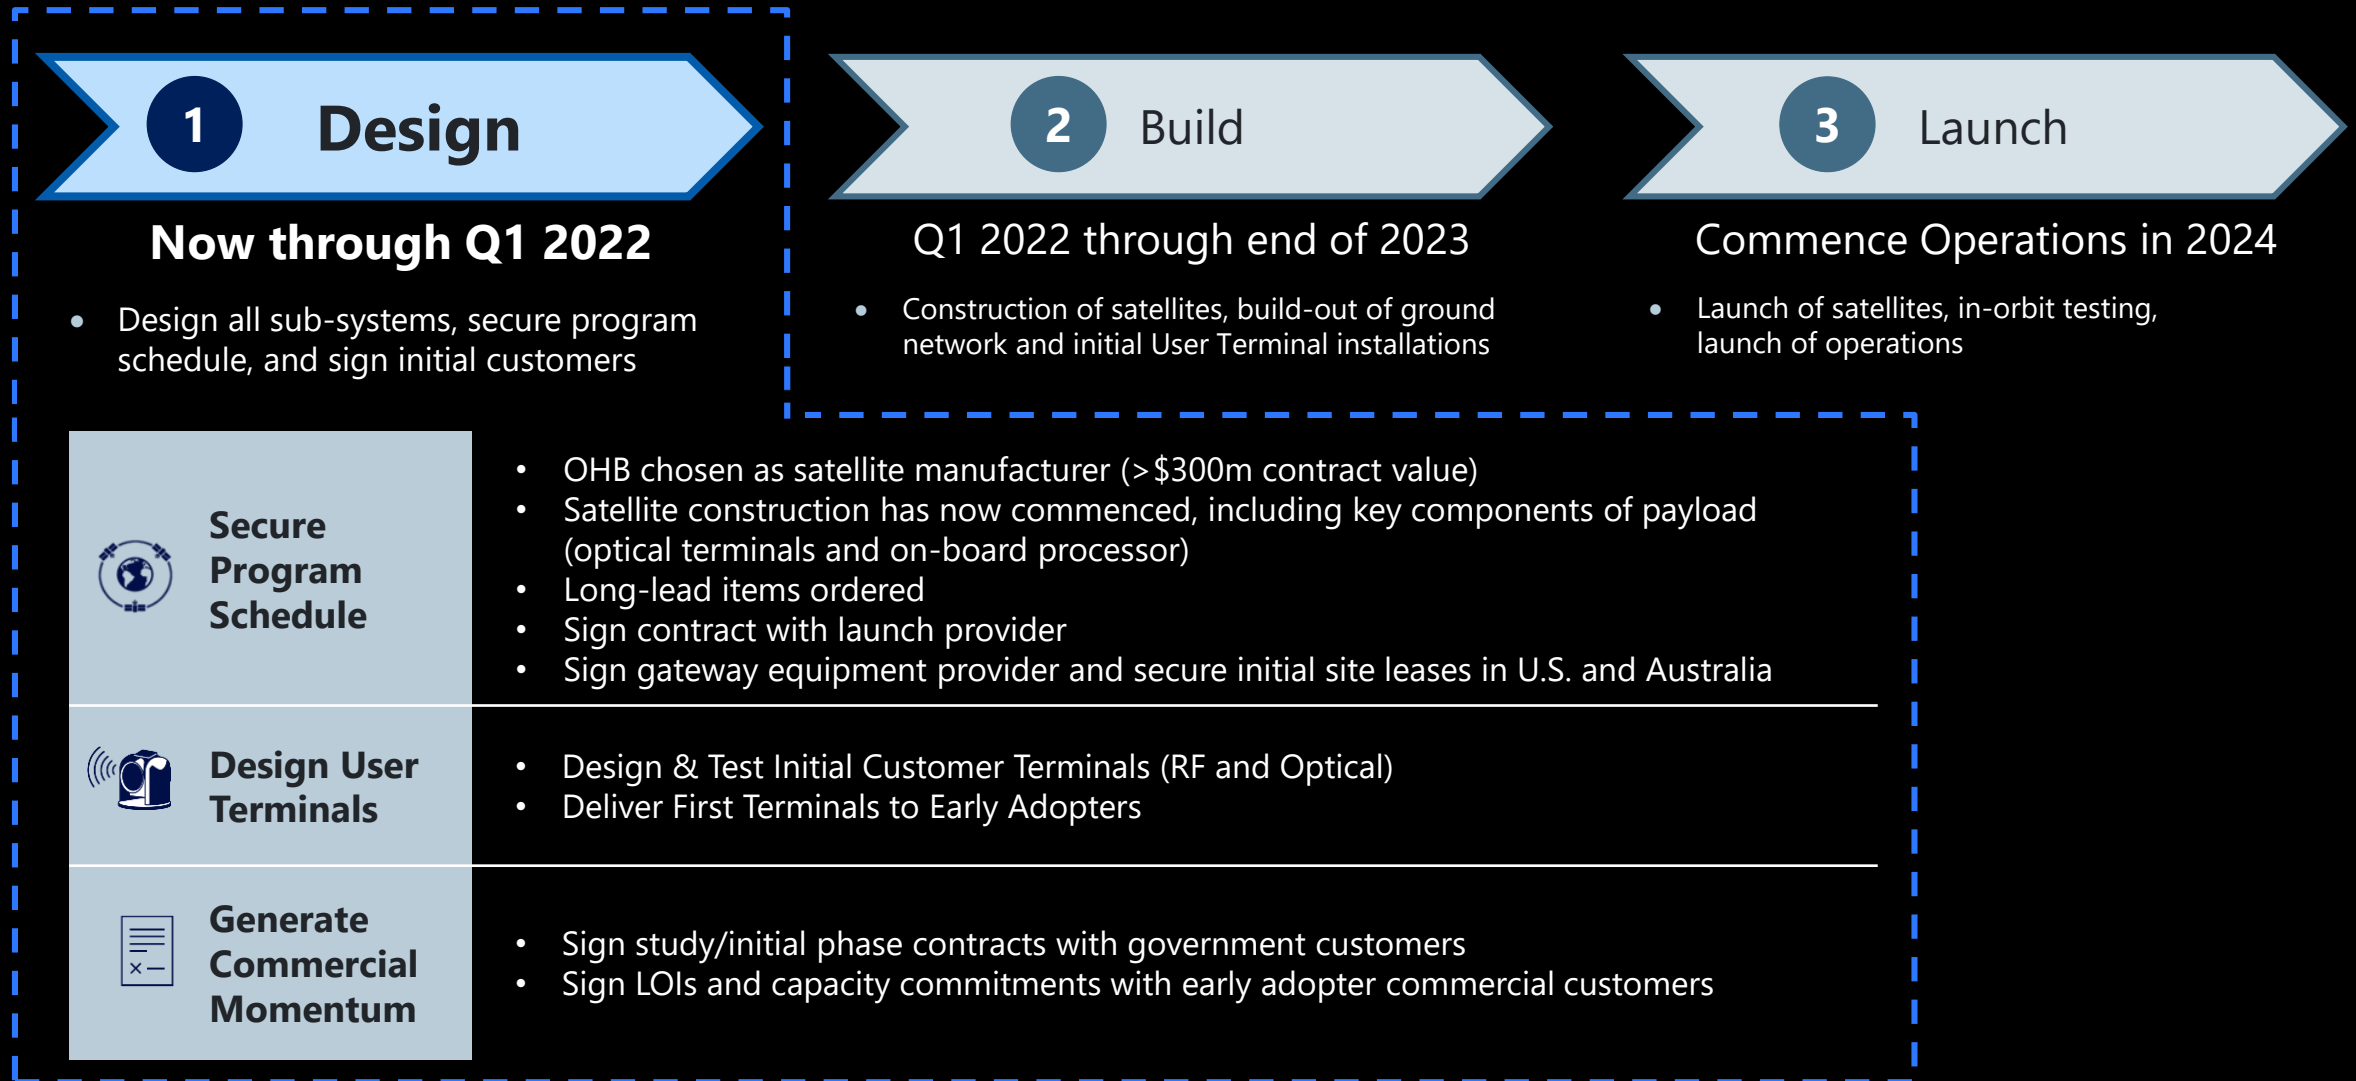 1 Design
Now through Q1 2022
• Design all sub-systems, secure program
schedule, and sign initial customers
2 Build
Q1 2022 through end of 2023
• Construction of satellites, build-out of ground
network and initial User Terminal installations
3 Launch
Commence Operations in 2024
• Launch of satellites, in-orbit testing,
launch of operations
Secure
Program
Schedule
• OHB chosen as satellite manufacturer (>$300m contract value)
• Satellite construction has now commenced, including key components of payload
(optical terminals and on-board processor)
• Long-lead items ordered
• Sign contract with launch provider
• Sign gateway equipment provider and secure initial site leases in U.S. and Australia
Design User
Terminals
• Design & Test Initial Customer Terminals (RF and Optical)
• Deliver First Terminals to Early Adopters
Generate
Commercial
Momentum
• Sign study/initial phase contracts with government customers
• Sign LOIs and capacity commitments with early adopter commercial customers